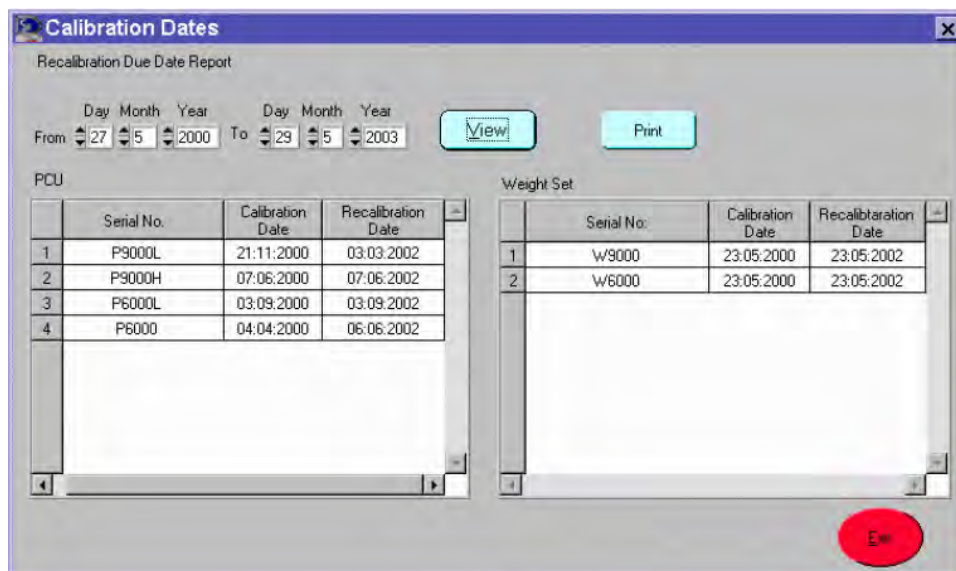 Calibration Dates
Recalibration Due Date Report
Day Month Year Day Month Year
From 27 5 2000 To 29 5 2003 View Print
PCU
Serial No. Calibration Date Recalibration Date
1 P9000L 21:11:2000 03:03:2002
2 P9000H 07:06:2000 07:06:2002
3 P6000L 03:09:2000 03:09:2002
4 P6000 04:04:2000 06:06:2002
Weight Set
Serial No. Calibration Date Recalibtaration Date
1 W9000 23:05:2000 23:05:2002
2 W6000 23:05:2000 23:05:2002